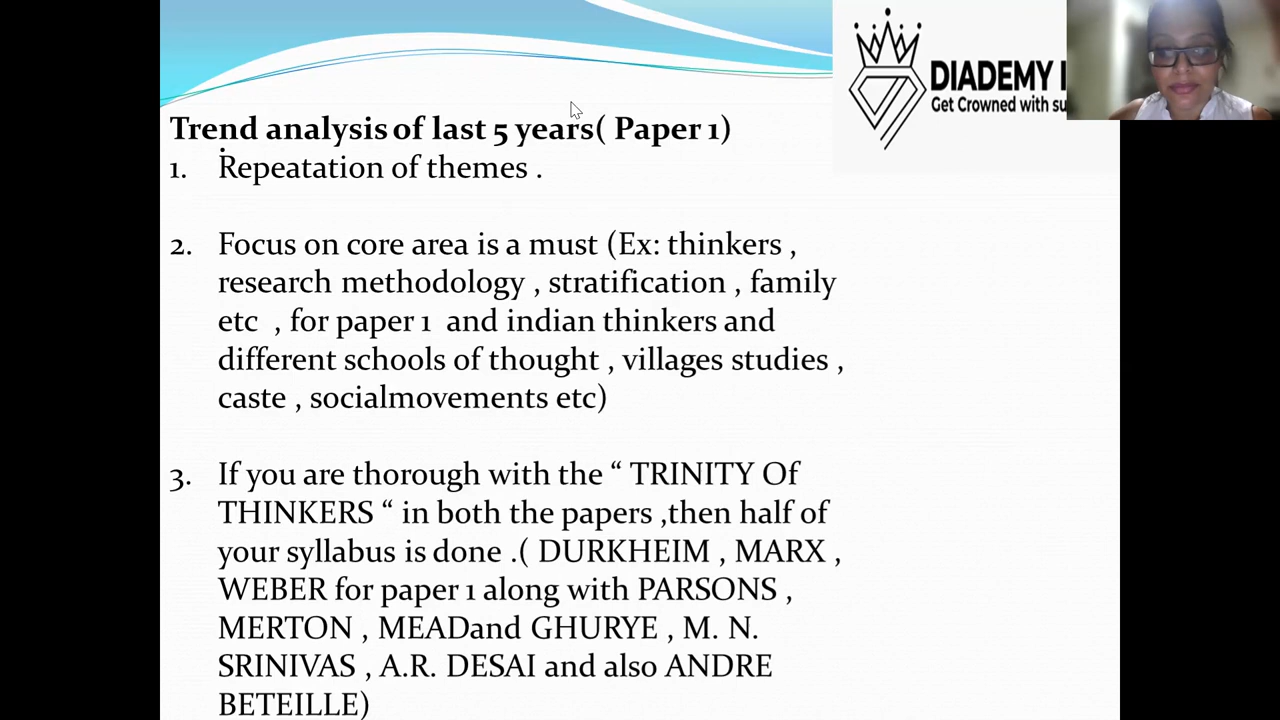 DIADEMY
Get Crowned with su
Trend analysis of last 5 years( Paper 1)
1. Repeatation of themes .
2. Focus on core area is a must (Ex: thinkers ,
research methodology , stratification , family
etc , for paper 1 and indian thinkers and
different schools of thought , villages studies ,
caste , socialmovements etc)
3. If you are thorough with the “ TRINITY Of
THINKERS “ in both the papers ,then half of
your syllabus is done .( DURKHEIM , MARX ,
WEBER for paper 1 along with PARSONS ,
MERTON , MEADand GHURYE , M. N.
SRINIVAS , A.R. DESAI and also ANDRE
BETEILLE)